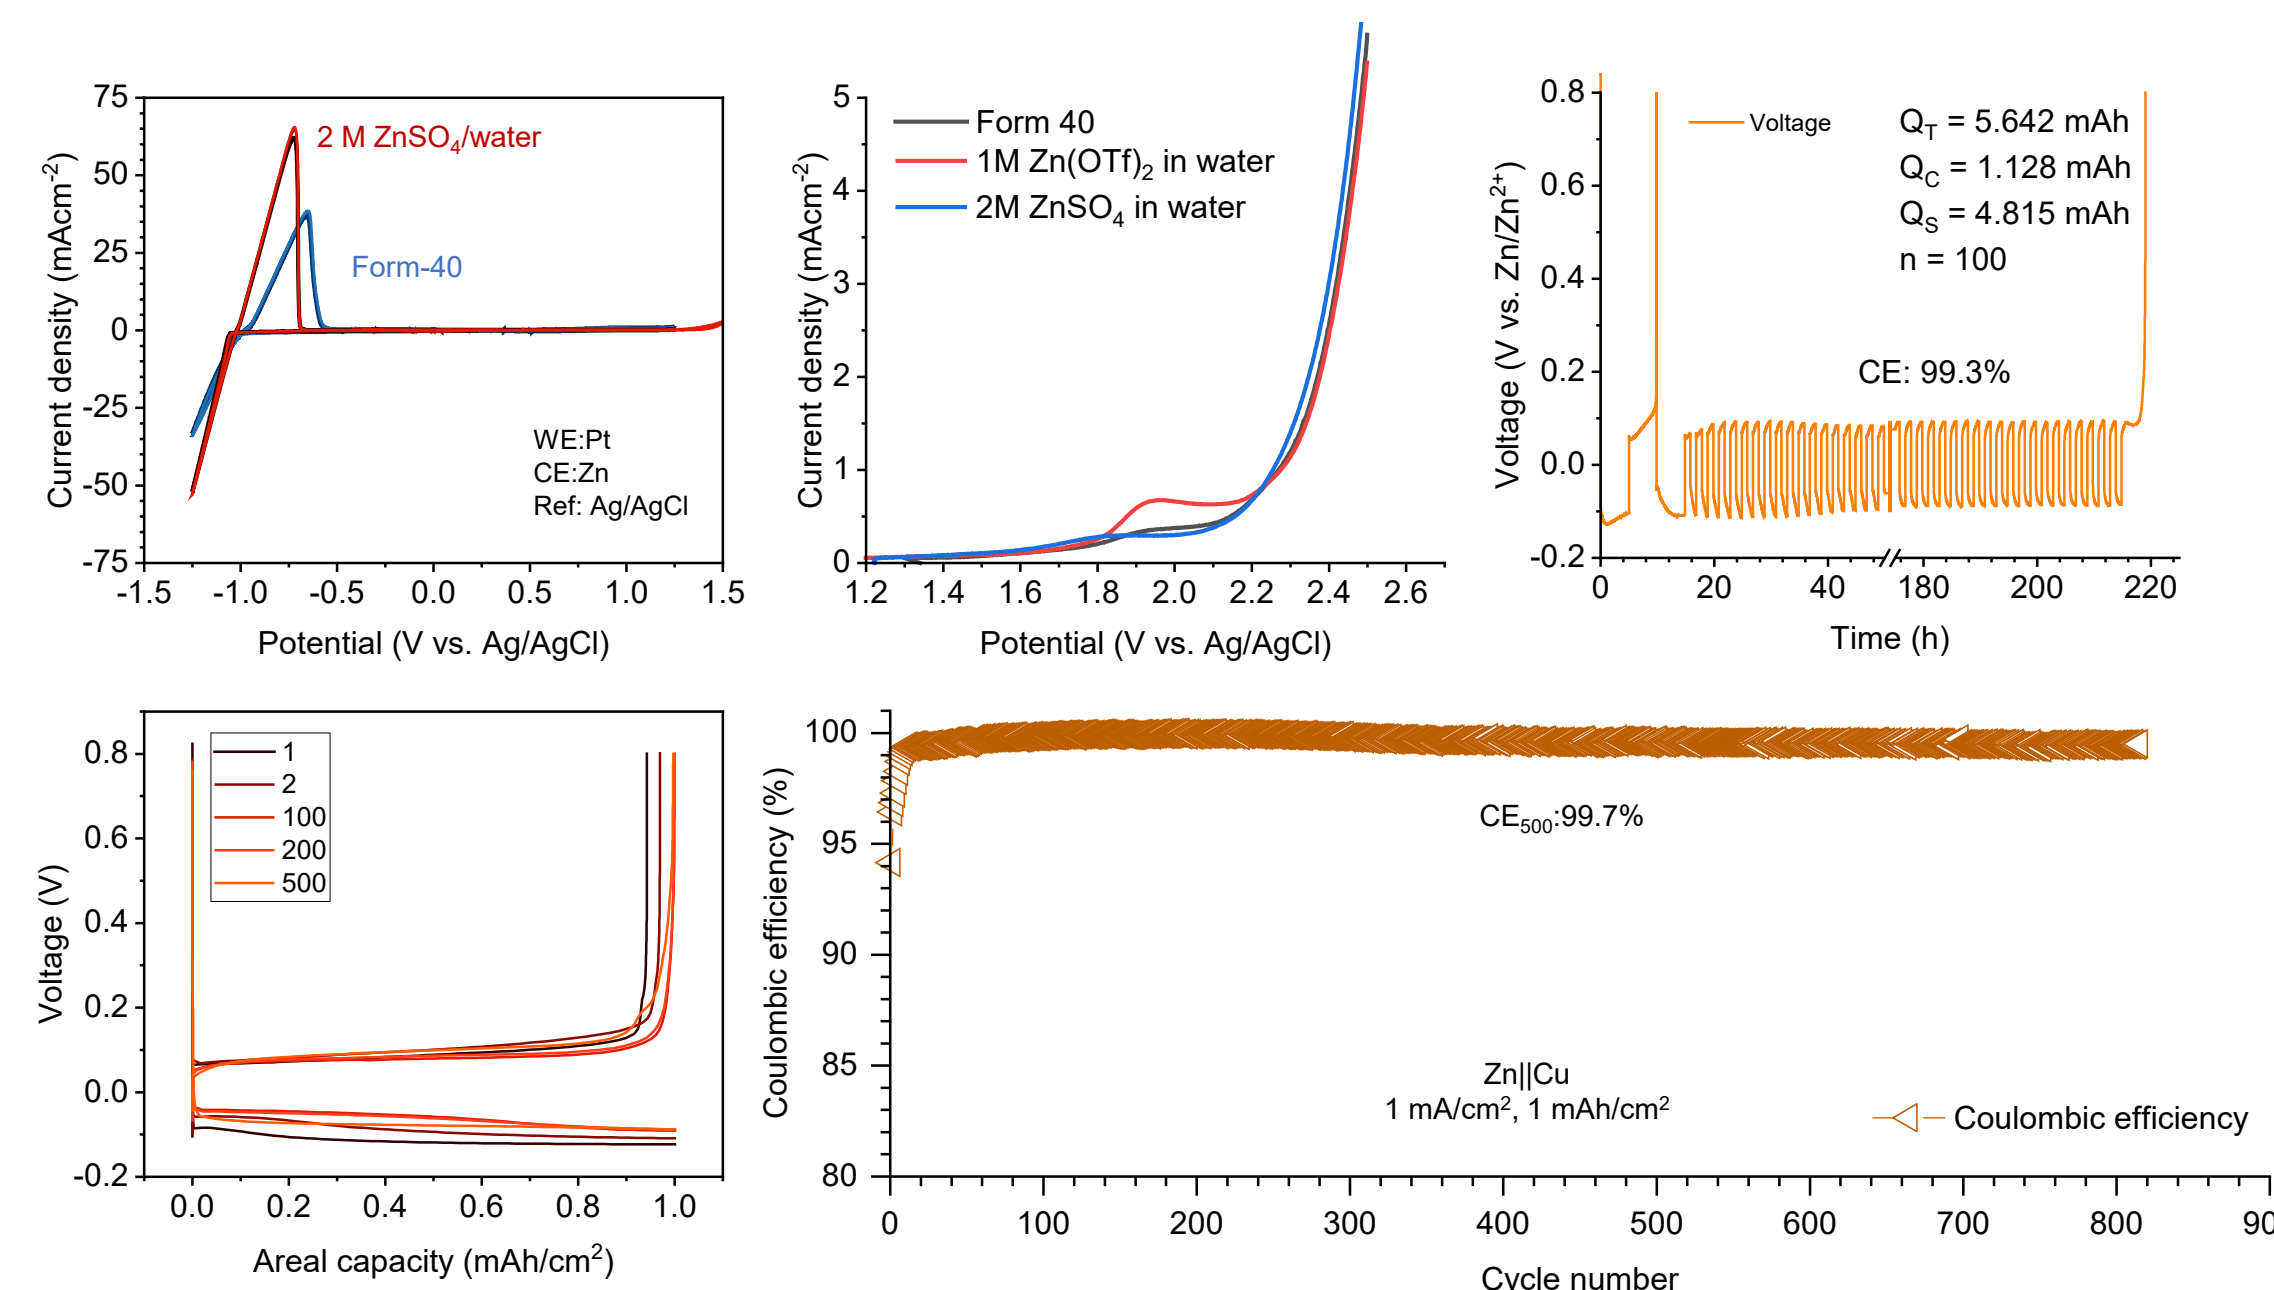 75
50
25
0
-25
-50
-75
Current density (mAcm⁻²)
2 M ZnSO₄/water
Form-40
WE:Pt
CE:Zn
Ref: Ag/AgCl
-1.5 -1.0 -0.5 0.0 0.5 1.0 1.5
Potential (V vs. Ag/AgCl)
5
4
3
2
1
0
Current density (mAcm⁻²)
Form 40
1M Zn(OTf)₂ in water
2M ZnSO₄ in water
1.2 1.4 1.6 1.8 2.0 2.2 2.4 2.6
Potential (V vs. Ag/AgCl)
0.8
0.6
0.4
0.2
0.0
-0.2
Voltage (V vs. Zn/Zn²⁺)
Voltage
Q_T = 5.642 mAh
Q_C = 1.128 mAh
Q_S = 4.815 mAh
n = 100
CE: 99.3%
0 20 40 180 200 220
Time (h)
0.8
0.6
0.4
0.2
0.0
-0.2
Voltage (V)
1
2
100
200
500
0.0 0.2 0.4 0.6 0.8 1.0
Areal capacity (mAh/cm²)
100
95
90
85
80
Coulombic efficiency (%)
CE₅₀₀:99.7%
Zn||Cu
1 mA/cm², 1 mAh/cm²
Coulombic efficiency
0 100 200 300 400 500 600 700 800 90
Cycle number